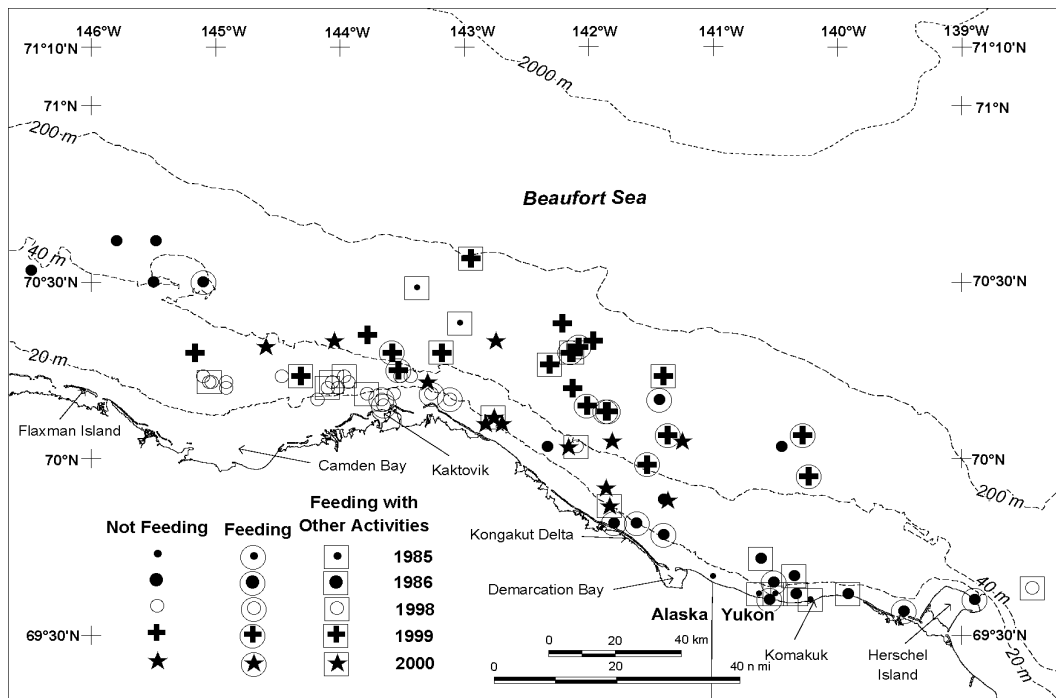 146°W 145°W 144°W 143°W 142°W 141°W 140°W 139°W
71°10'N 71°10'N
2000 m
71°N 71°N
200 m
Beaufort Sea
40 m
70°30'N 70°30'N
20 m
Flaxman Island
Camden Bay
Kaktovik
70°N 70°N
200 m
Not Feeding
Feeding
Feeding with
Other Activities
1985
1986
1998
1999
2000
Kongakut Delta
Demarcation Bay
Alaska Yukon
40 m
69°30'N 69°30'N
Komakuk
Herschel
Island
20 m
0 20 40 km
0 20 40 n mi